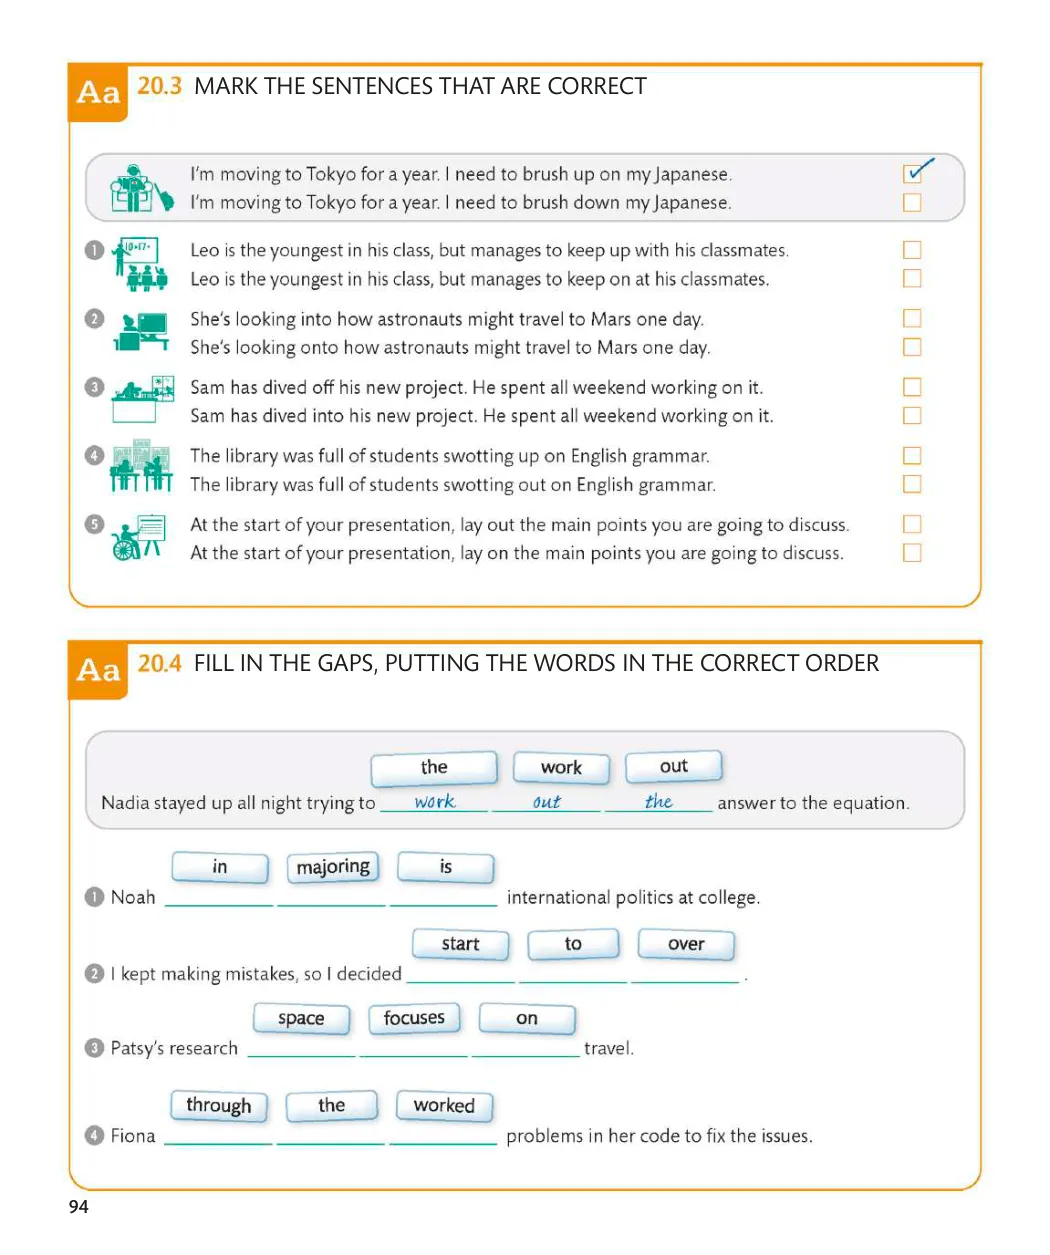 Aa 20.3 MARK THE SENTENCES THAT ARE CORRECT
I'm moving to Tokyo for a year. I need to brush up on my Japanese.
I'm moving to Tokyo for a year. I need to brush down my Japanese.
1 Leo is the youngest in his class, but manages to keep up with his classmates.
Leo is the youngest in his class, but manages to keep on at his classmates.
2 She's looking into how astronauts might travel to Mars one day.
She's looking onto how astronauts might travel to Mars one day.
3 Sam has dived off his new project. He spent all weekend working on it.
Sam has dived into his new project. He spent all weekend working on it.
4 The library was full of students swotting up on English grammar.
The library was full of students swotting out on English grammar.
5 At the start of your presentation, lay out the main points you are going to discuss.
At the start of your presentation, lay on the main points you are going to discuss.
Aa 20.4 FILL IN THE GAPS, PUTTING THE WORDS IN THE CORRECT ORDER
the work out
Nadia stayed up all night trying to work out the answer to the equation.
in majoring is
1 Noah international politics at college.
start to over
2 I kept making mistakes, so I decided .
space focuses on
3 Patsy's research travel.
through the worked
4 Fiona problems in her code to fix the issues.
94